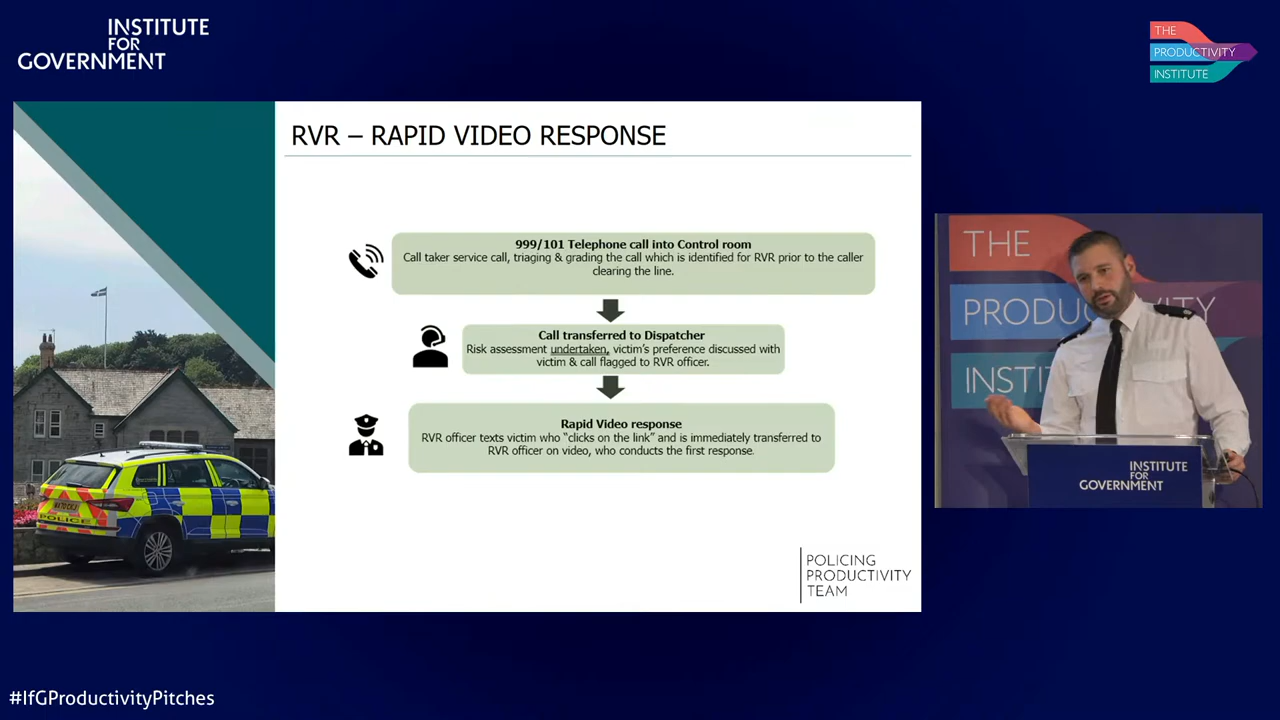 INSTITUTE
FOR
GOVERNMENT
THE
PRODUCTIVITY
INSTITUTE
RVR – RAPID VIDEO RESPONSE
999/101 Telephone call into Control room
Call taker service call, triaging & grading the call which is identified for RVR prior to the caller
clearing the line.
Call transferred to Dispatcher
Risk assessment undertaken, victim's preference discussed with
victim & call flagged to RVR officer.
Rapid Video response
RVR officer texts victim who “clicks on the link” and is immediately transferred to
RVR officer on video, who conducts the first response.
POLICE
POLICING
PRODUCTIVITY
TEAM
THE
PRODUCTIVITY
INSTIT
INSTITUTE
FOR
GOVERNMENT
#IfGProductivityPitches